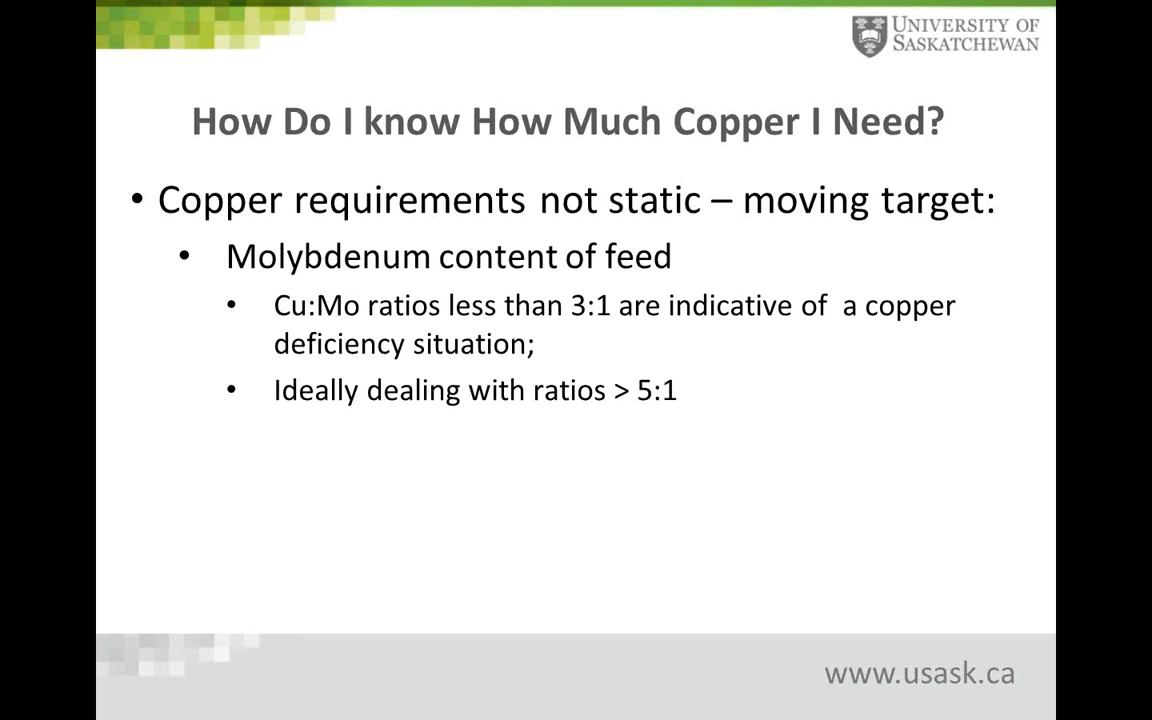 UNIVERSITY OF
SASKATCHEWAN
How Do I know How Much Copper I Need?
• Copper requirements not static – moving target:
• Molybdenum content of feed
• Cu:Mo ratios less than 3:1 are indicative of a copper
deficiency situation;
• Ideally dealing with ratios > 5:1
www.usask.ca